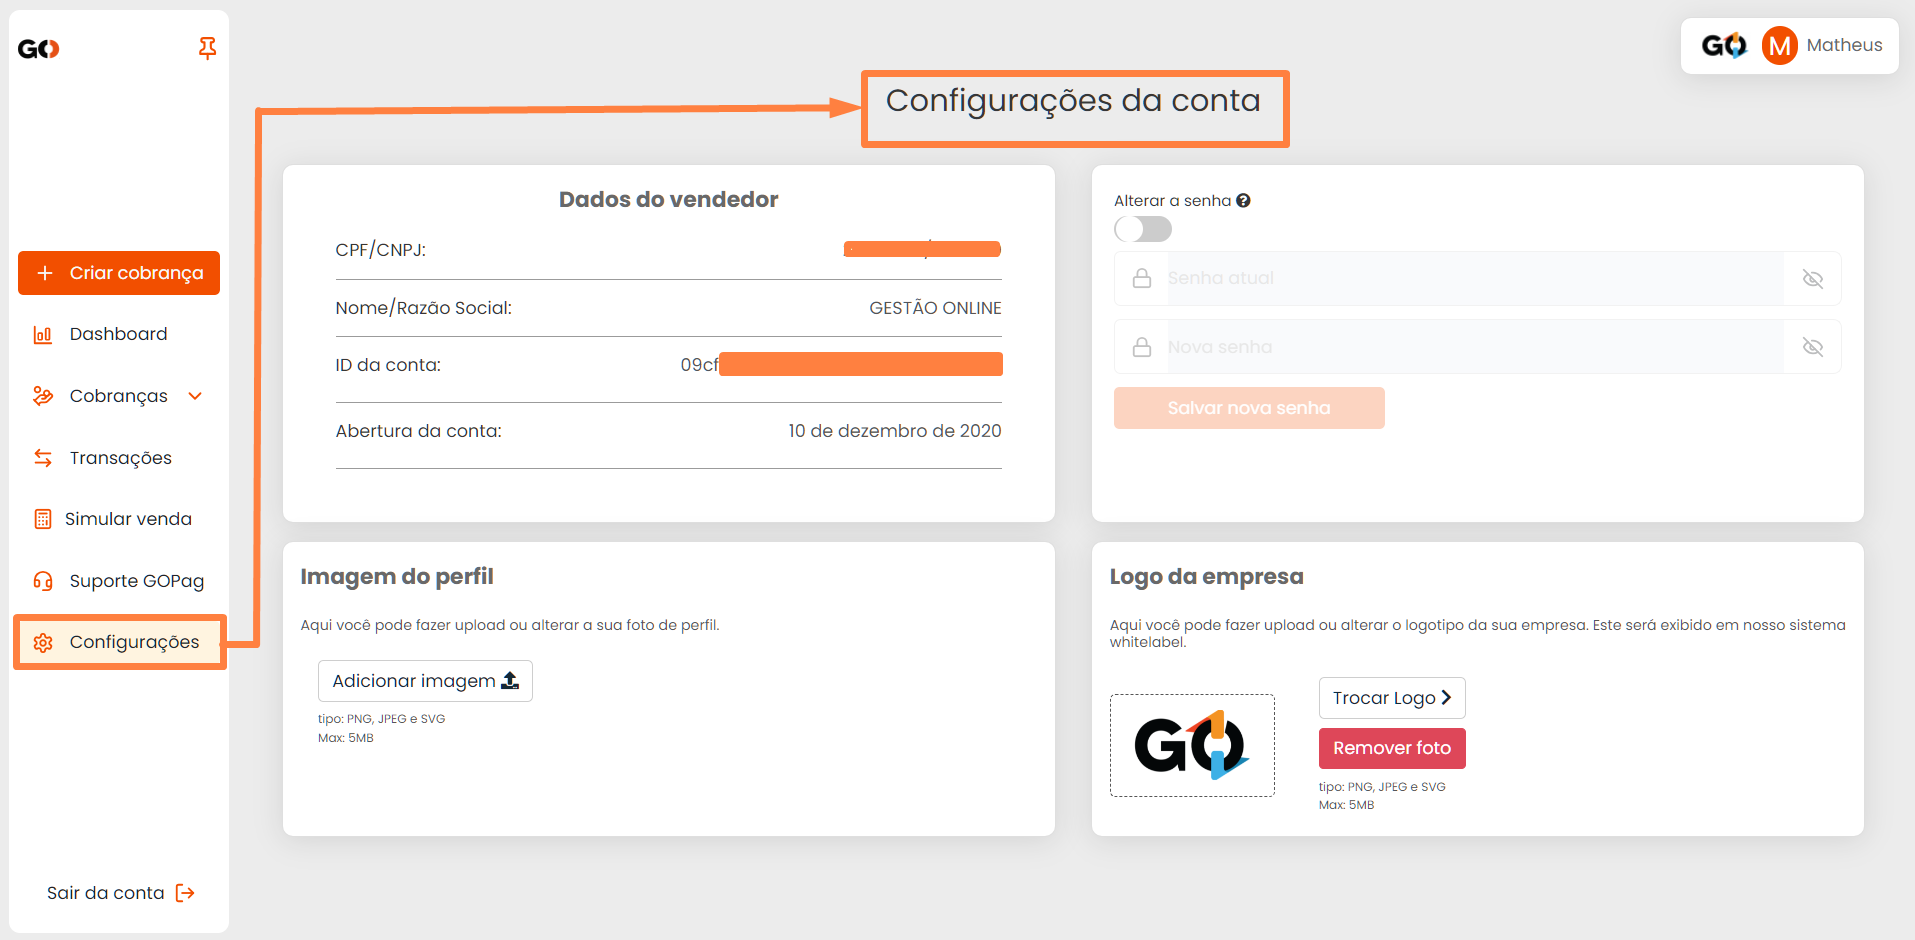 GO
Criar cobrança
Dashboard
Cobranças
Transações
Simular venda
Suporte GOPag
Configurações
Sair da conta
GO
M
Matheus
Configurações da conta
Dados do vendedor
CPF/CNPJ:
Nome/Razão Social:
GESTÃO ONLINE
ID da conta:
09cf
Abertura da conta:
10 de dezembro de 2020
Alterar a senha
Senha atual
Nova senha
Salvar nova senha
Imagem do perfil
Aqui você pode fazer upload ou alterar a sua foto de perfil.
Adicionar imagem
tipo: PNG, JPEG e SVG
Max: 5MB
Logo da empresa
Aqui você pode fazer upload ou alterar o logotipo da sua empresa. Este será exibido em nosso sistema
whitelabel.
GO
Trocar Logo
Remover foto
tipo: PNG, JPEG e SVG
Max: 5MB